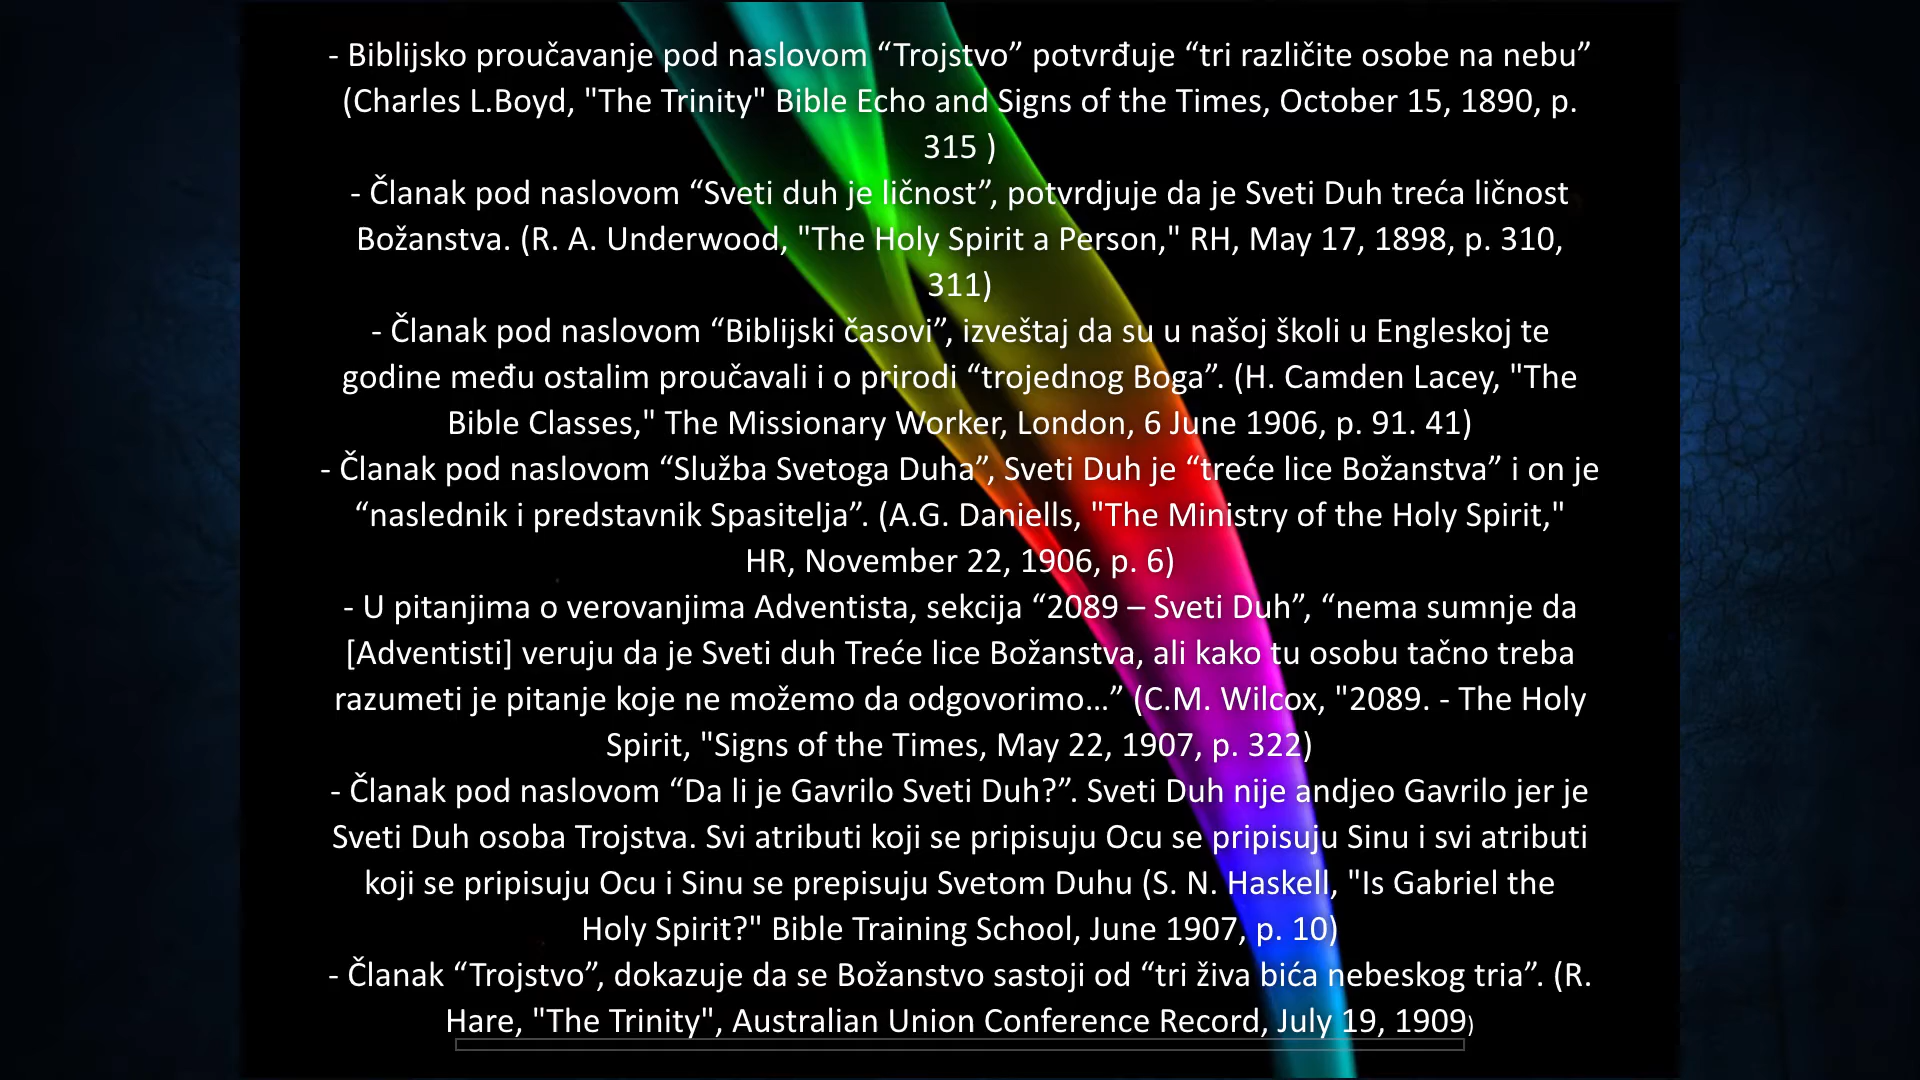 - Biblijsko proučavanje pod naslovom “Trojstvo” potvrđuje “tri različite osobe na nebu”
(Charles L.Boyd, "The Trinity" Bible Echo and Signs of the Times, October 15, 1890, p.
315 )
- Članak pod naslovom “Sveti duh je ličnost”, potvrdjuje da je Sveti Duh treća ličnost
Božanstva. (R. A. Underwood, "The Holy Spirit a Person," RH, May 17, 1898, p. 310,
311)
- Članak pod naslovom “Biblijski časovi”, izveštaj da su u našoj školi u Engleskoj te
godine među ostalim proučavali i o prirodi “trojednog Boga”. (H. Camden Lacey, "The
Bible Classes," The Missionary Worker, London, 6 June 1906, p. 91. 41)
- Članak pod naslovom “Služba Svetoga Duha”, Sveti Duh je “treće lice Božanstva” i on je
“naslednik i predstavnik Spasitelja”. (A.G. Daniells, "The Ministry of the Holy Spirit,"
HR, November 22, 1906, p. 6)
- U pitanjima o verovanjima Adventista, sekcija “2089 – Sveti Duh”, “nema sumnje da
[Adventisti] veruju da je Sveti duh Treće lice Božanstva, ali kako tu osobu tačno treba
razumeti je pitanje koje ne možemo da odgovorimo…” (C.M. Wilcox, "2089. - The Holy
Spirit, "Signs of the Times, May 22, 1907, p. 322)
- Članak pod naslovom “Da li je Gavrilo Sveti Duh?”. Sveti Duh nije andjeo Gavrilo jer je
Sveti Duh osoba Trojstva. Svi atributi koji se pripisuju Ocu se pripisuju Sinu i svi atributi
koji se pripisuju Ocu i Sinu se prepisuju Svetom Duhu (S. N. Haskell, "Is Gabriel the
Holy Spirit?" Bible Training School, June 1907, p. 10)
- Članak “Trojstvo”, dokazuje da se Božanstvo sastoji od “tri živa bića nebeskog tria”. (R.
Hare, "The Trinity", Australian Union Conference Record, July 19, 1909)